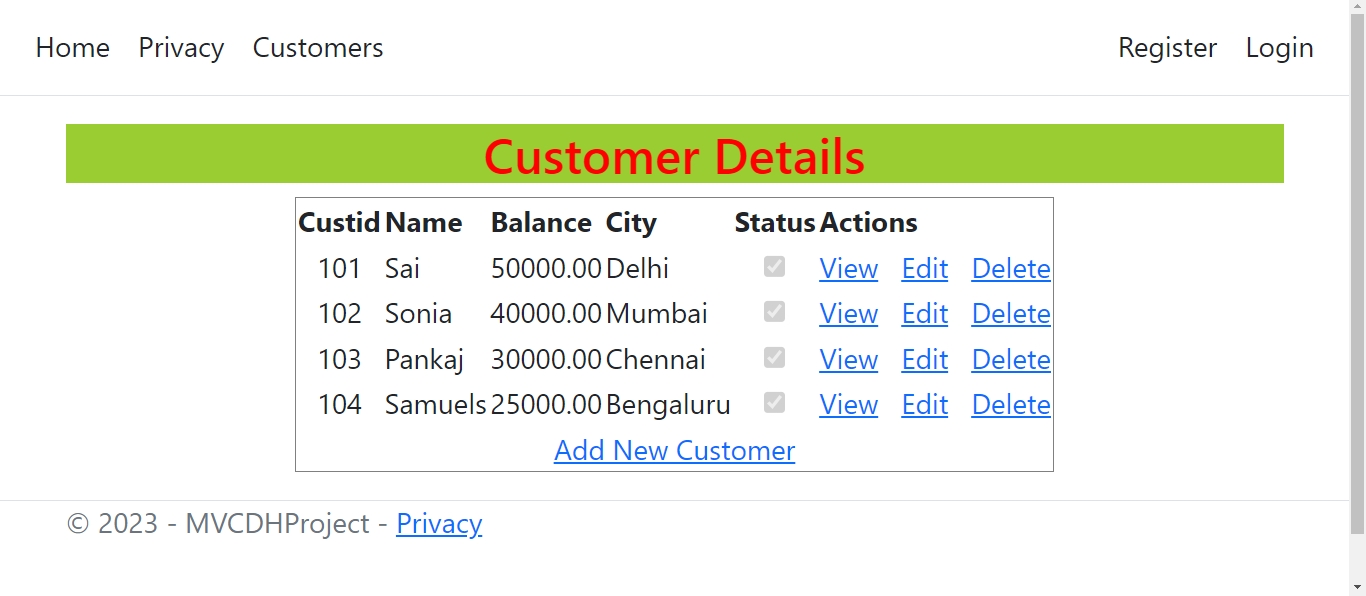 Home Privacy Customers Register Login
Customer Details
Custid Name Balance City Status Actions
101 Sai 50000.00 Delhi View Edit Delete
102 Sonia 40000.00 Mumbai View Edit Delete
103 Pankaj 30000.00 Chennai View Edit Delete
104 Samuels 25000.00 Bengaluru View Edit Delete
Add New Customer
© 2023 - MVCDHProject - Privacy